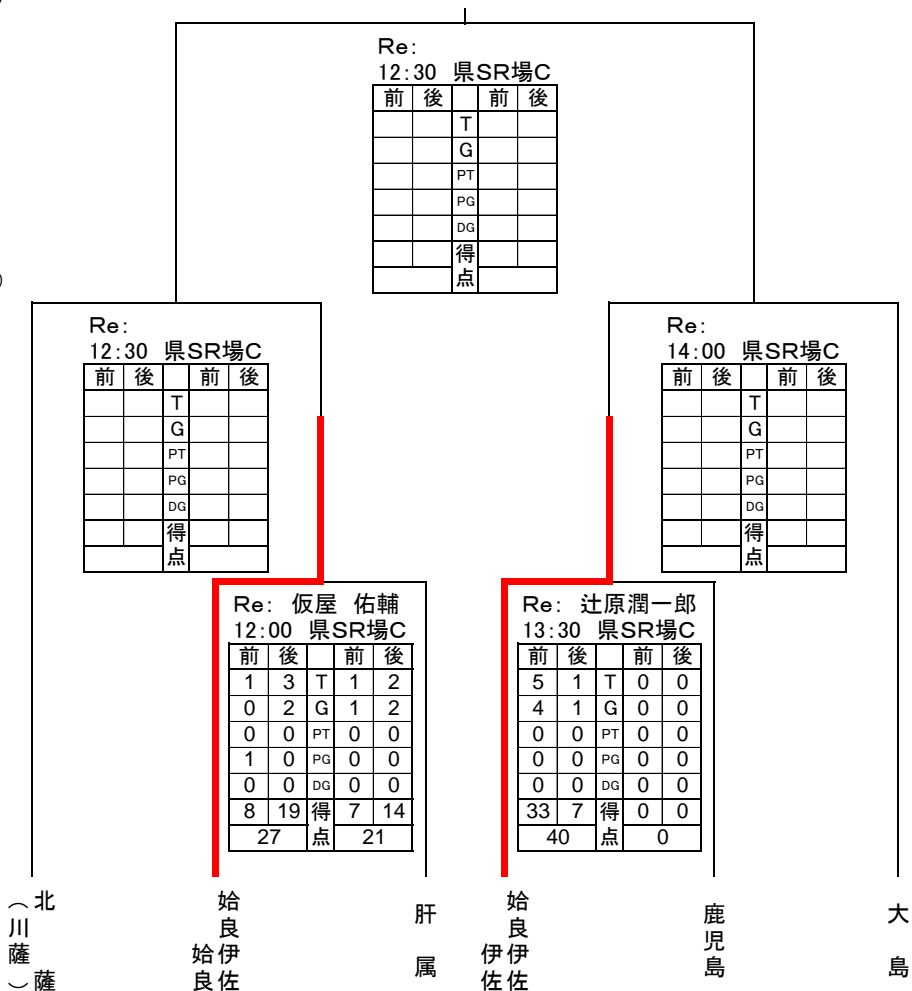 Re:
12:30 県SR場C
前 後 前 後
T
G
PT
PG
DG
得
点
Re:
12:30 県SR場C
前 後 前 後
T
G
PT
PG
DG
得
点
Re:
14:00 県SR場C
前 後 前 後
T
G
PT
PG
DG
得
点
Re: 仮屋 佑輔
12:00 県SR場C
前 後 前 後
1 3 T 1 2
0 2 G 1 2
0 0 PT 0 0
1 0 PG 0 0
0 0 DG 0 0
8 19 得 7 14
27 点 21
Re: 辻原潤一郎
13:30 県SR場C
前 後 前 後
5 1 T 0 0
4 1 G 0 0
0 0 PT 0 0
0 0 PG 0 0
0 0 DG 0 0
33 7 得 0 0
40 点 0
北薩
（川薩）
姶良伊佐
姶良
肝属
姶良伊佐
伊佐
鹿児島
大島